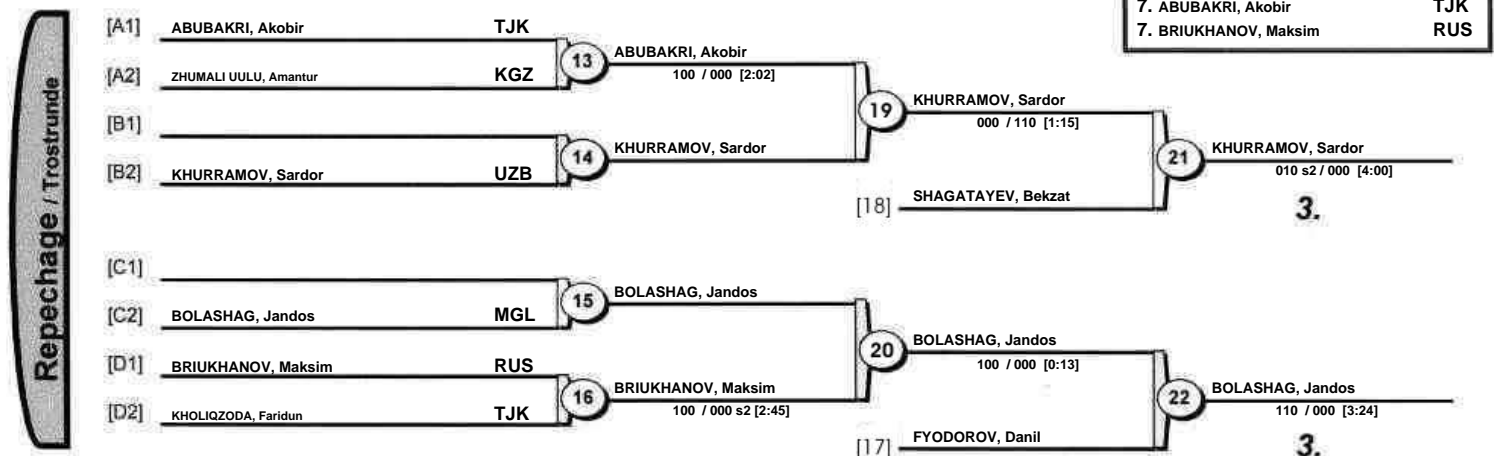 7. ABUBAKRI, Akobir TJK
7. BRIUKHANOV, Maksim RUS
Repechage / Trostrunde
[A1] ABUBAKRI, Akobir TJK
13 ABUBAKRI, Akobir
100 / 000 [2:02]
[A2] ZHUMALI UULU, Amantur KGZ
19 KHURRAMOV, Sardor
000 / 110 [1:15]
[B1]
14 KHURRAMOV, Sardor
[B2] KHURRAMOV, Sardor UZB
21 KHURRAMOV, Sardor
010 s2 / 000 [4:00]
[18] SHAGATAYEV, Bekzat
3.
[C1]
15 BOLASHAG, Jandos
[C2] BOLASHAG, Jandos MGL
20 BOLASHAG, Jandos
100 / 000 [0:13]
[D1] BRIUKHANOV, Maksim RUS
16 BRIUKHANOV, Maksim
100 / 000 s2 [2:45]
[D2] KHOLIQZODA, Faridun TJK
22 BOLASHAG, Jandos
110 / 000 [3:24]
[17] FYODOROV, Danil
3.